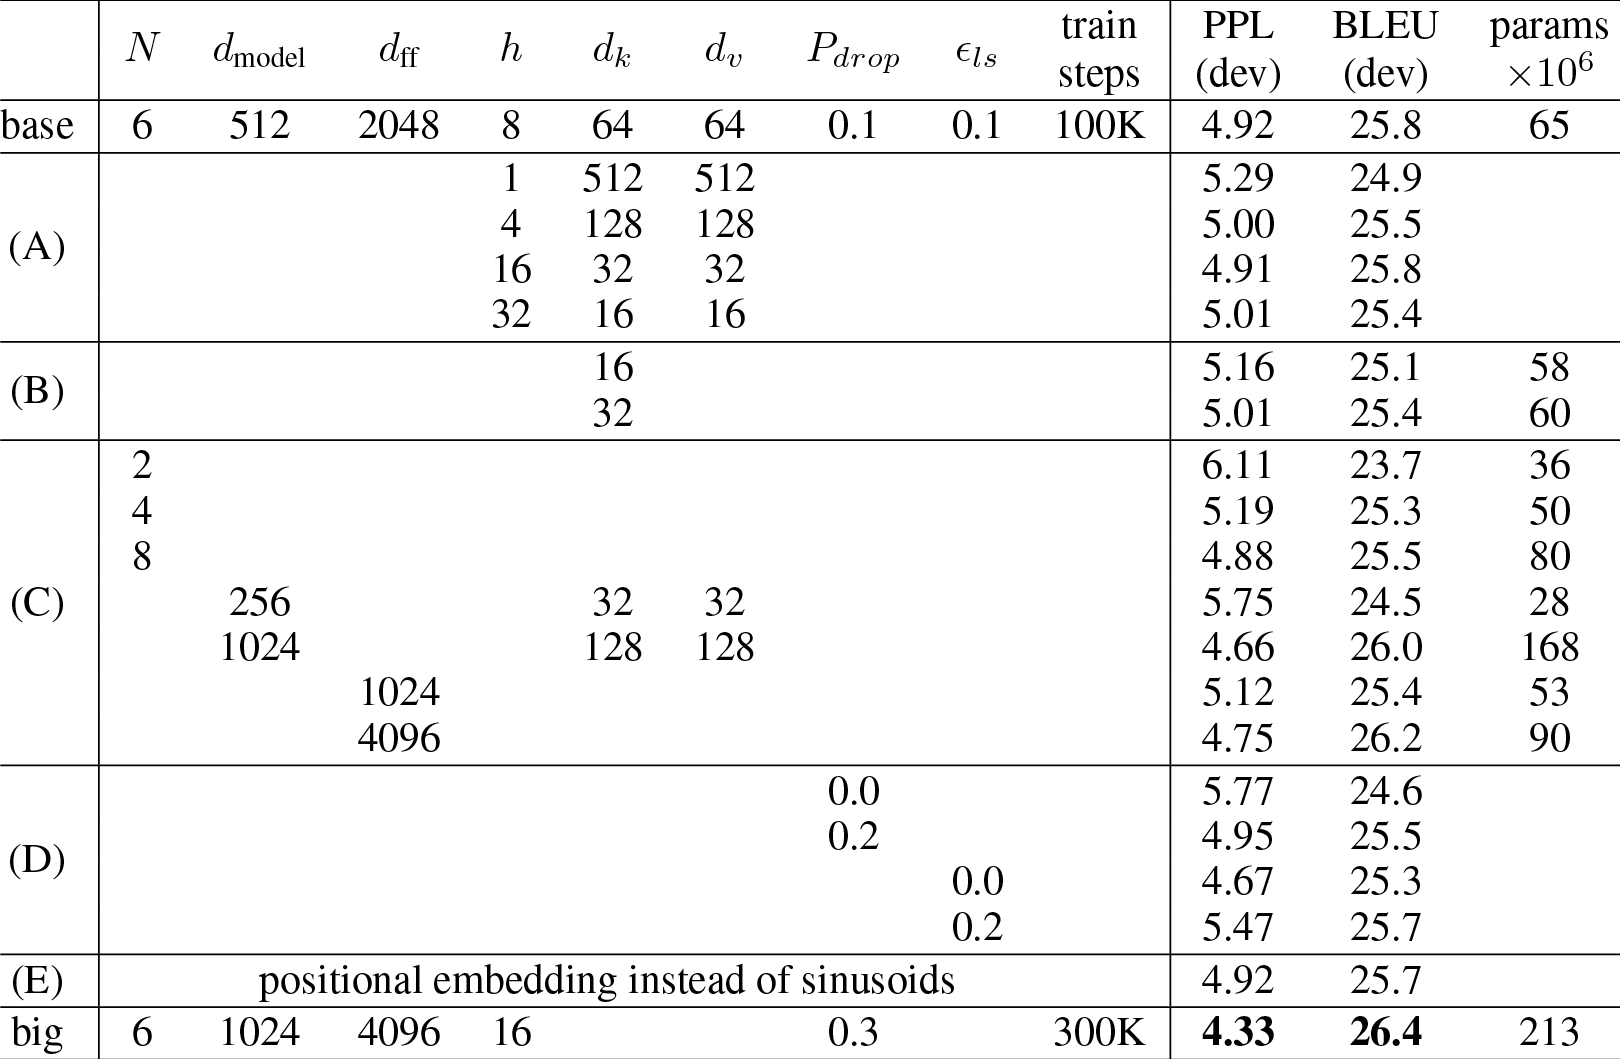 N d_model d_ff h d_k d_v P_drop ϵ_ls train steps PPL (dev) BLEU (dev) params ×10^6
base 6 512 2048 8 64 64 0.1 0.1 100K 4.92 25.8 65
(A) 1 512 512 5.29 24.9
4 128 128 5.00 25.5
16 32 32 4.91 25.8
32 16 16 5.01 25.4
(B) 16 5.16 25.1 58
32 5.01 25.4 60
(C) 2 6.11 23.7 36
4 5.19 25.3 50
8 4.88 25.5 80
256 32 32 5.75 24.5 28
1024 128 128 4.66 26.0 168
1024 5.12 25.4 53
4096 4.75 26.2 90
(D) 0.0 5.77 24.6
0.2 4.95 25.5
0.0 4.67 25.3
0.2 5.47 25.7
(E) positional embedding instead of sinusoids 4.92 25.7
big 6 1024 4096 16 0.3 300K 4.33 26.4 213